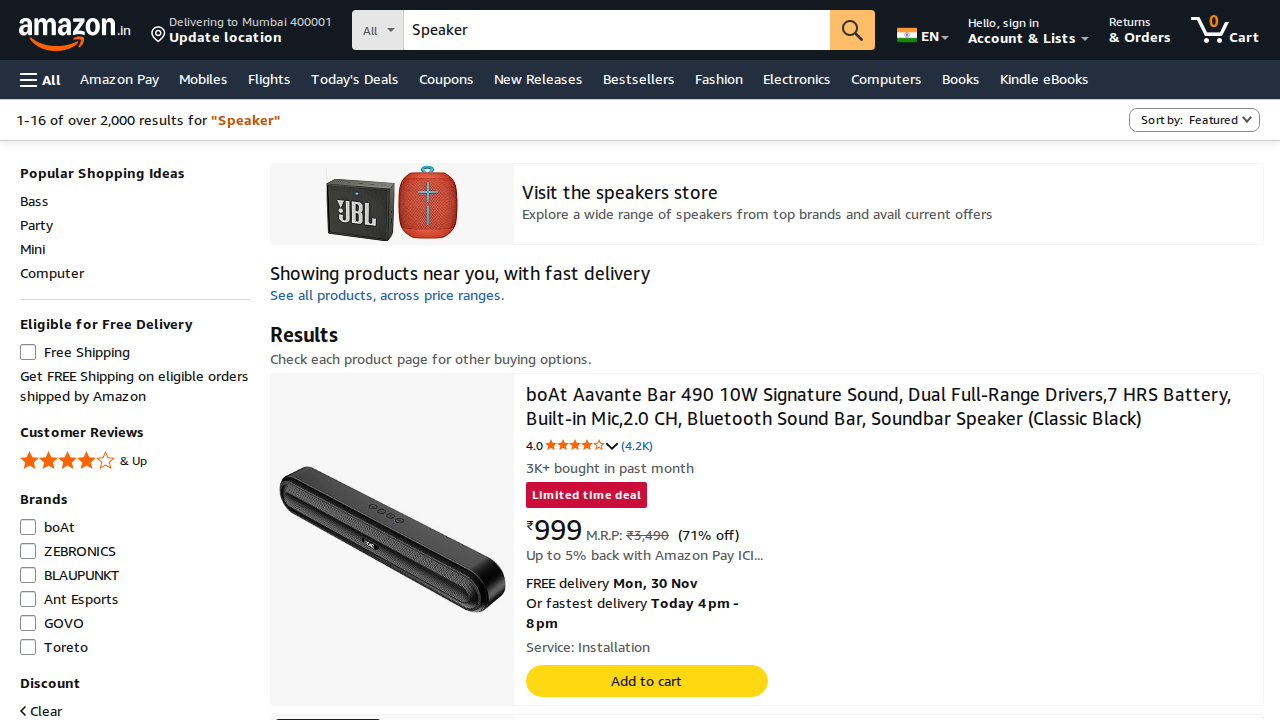 amazon.in
Delivering to Mumbai 400001
Update location
All
Speaker
EN
Hello, sign in
Account & Lists
Returns
& Orders
0
Cart
All
Amazon Pay
Mobiles
Flights
Today's Deals
Coupons
New Releases
Bestsellers
Fashion
Electronics
Computers
Books
Kindle eBooks
1-16 of over 2,000 results for "Speaker"
Sort by: Featured
Popular Shopping Ideas
Bass
Party
Mini
Computer
Eligible for Free Delivery
Free Shipping
Get FREE Shipping on eligible orders
shipped by Amazon
Customer Reviews
& Up
Brands
boAt
ZEBRONICS
BLAUPUNKT
Ant Esports
GOVO
Toreto
Discount
Clear
JBL
Visit the speakers store
Explore a wide range of speakers from top brands and avail current offers
Showing products near you, with fast delivery
See all products, across price ranges.
Results
Check each product page for other buying options.
boAt Aavante Bar 490 10W Signature Sound, Dual Full-Range Drivers,7 HRS Battery,
Built-in Mic,2.0 CH, Bluetooth Sound Bar, Soundbar Speaker (Classic Black)
4.0 (4.2K)
3K+ bought in past month
Limited time deal
₹999 M.R.P: ₹3,490 (71% off)
Up to 5% back with Amazon Pay ICI...
FREE delivery Mon, 30 Nov
Or fastest delivery Today 4 pm -
8 pm
Service: Installation
Add to cart